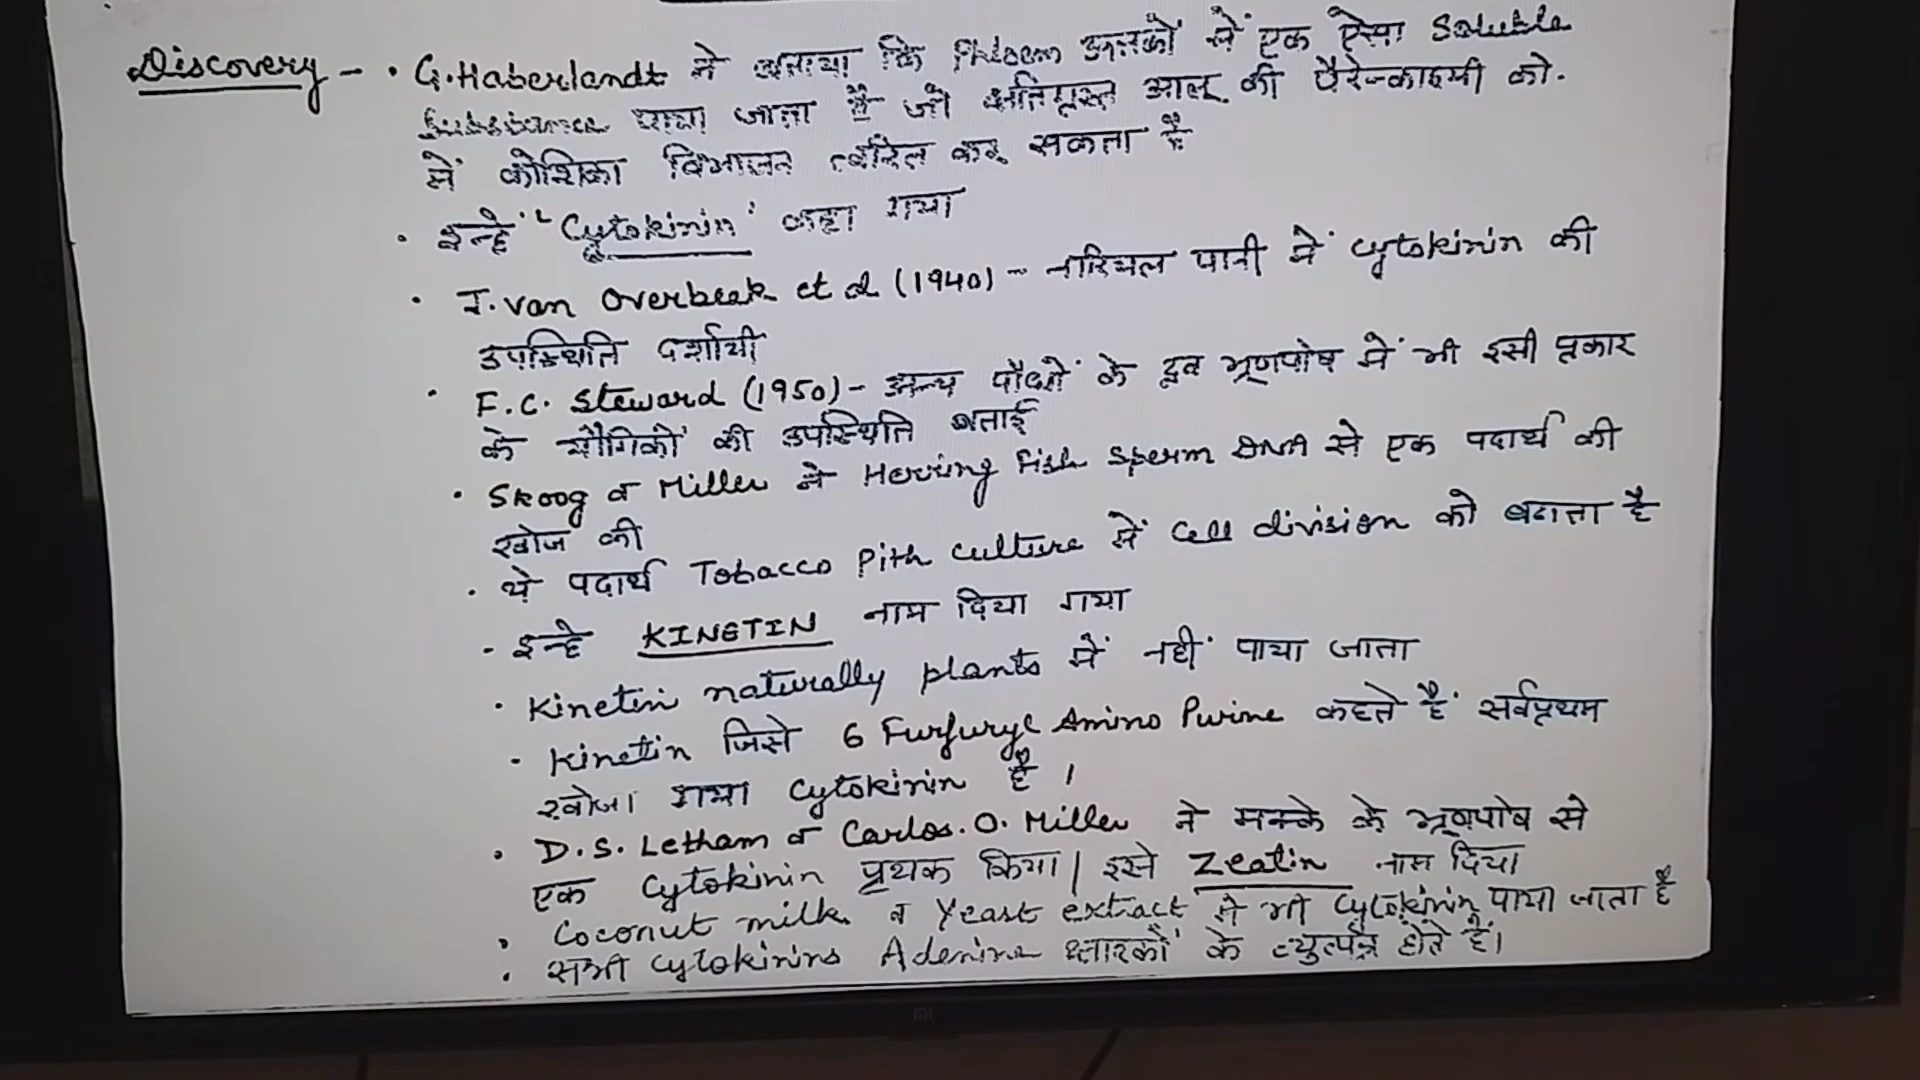 Discovery - • G. Haberlandt ने बताया कि Phloem ऊतकों में एक ऐसा Soluble
Substance पाया जाता है जो क्षतिग्रस्त आलू की पैरेन्काइमी को.
में कोशिका विभाजन त्वरित कर सकता है
• इन्हे ' Cytokinin ' कहा गया
• J. van Overbeak et al (1940) - नारियल पानी में cytokinin की
उपस्थिति दर्शायी
• F.C. Steward (1950) - अन्य पौधों के द्रव भ्रूणपोष में भी इसी प्रकार
के यौगिकों की उपस्थिति बताई
• Skoog व Miller ने Herring Fish Sperm DNA से एक पदार्थ की
खोज की
• ये पदार्थ Tobacco Pith culture में Cell division को बढाता है
• इन्हे KINETIN नाम दिया गया
• Kinetin naturally plants में नहीं पाया जाता
• Kinetin जिसे 6 Furfuryl Amino Purine कहते हैं सर्वप्रथम
खोजा गया Cytokinin है ।
• D.S. Letham व Carlos. O. Miller ने मक्के के भ्रूणपोष से
एक Cytokinin प्रथक किया | इसे Zeatin नाम दिया
• Coconut milk व Yeast extract में भी Cytokinin पाया जाता है
• सभी Cytokinins Adenine क्षारकों के व्युत्पन्न होते हैं।
MI